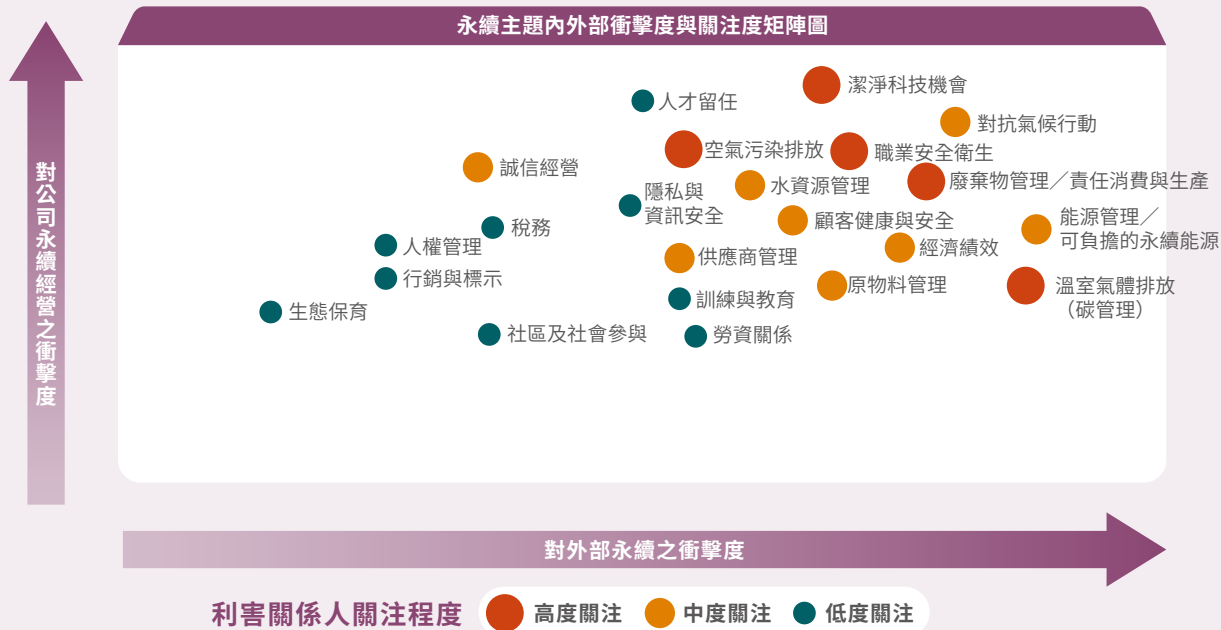 永續主題內外部衝擊度與關注度矩陣圖
對公司永續經營之衝擊度
潔淨科技機會
人才留任
對抗氣候行動
空氣污染排放
職業安全衛生
誠信經營
廢棄物管理／責任消費與生產
水資源管理
隱私與
資訊安全
顧客健康與安全
能源管理／
可負擔的永續能源
稅務
人權管理
經濟績效
供應商管理
行銷與標示
原物料管理
溫室氣體排放
（碳管理）
訓練與教育
生態保育
社區及社會參與
勞資關係
對外部永續之衝擊度
利害關係人關注程度
高度關注
中度關注
低度關注